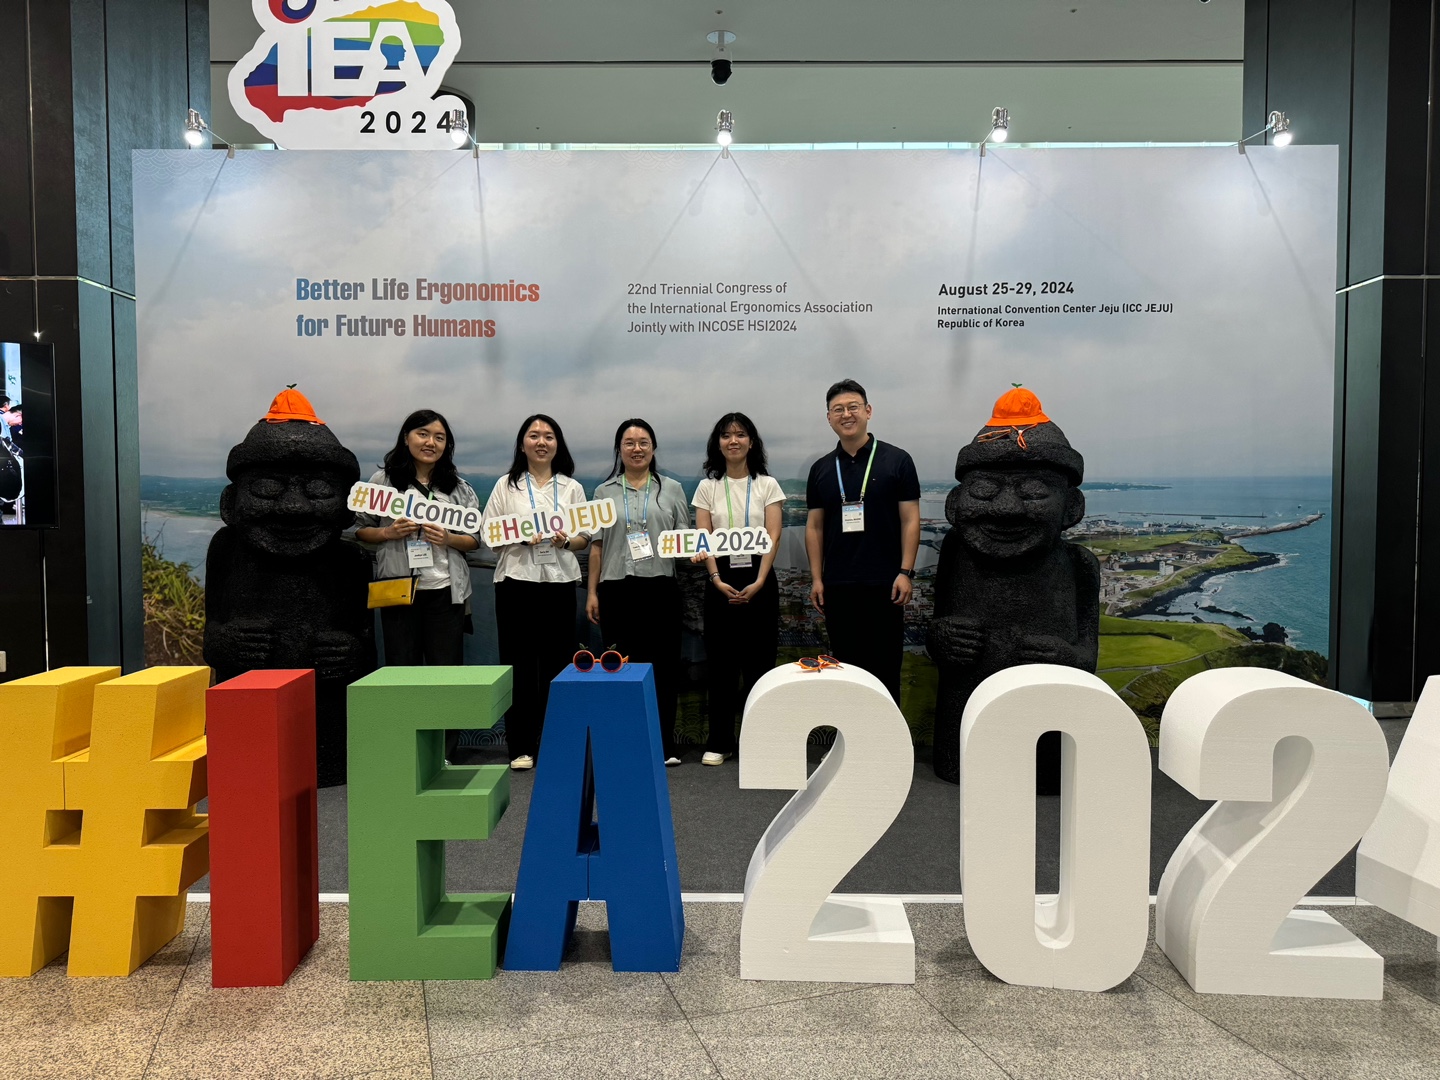 IEA
2024
Better Life Ergonomics
for Future Humans
22nd Triennial Congress of
the International Ergonomics Association
Jointly with INCOSE HSI2024
August 25-29, 2024
International Convention Center Jeju (ICC JEJU)
Republic of Korea
#Welcome
#Hello JEJU
#IEA 2024
#IEA2024